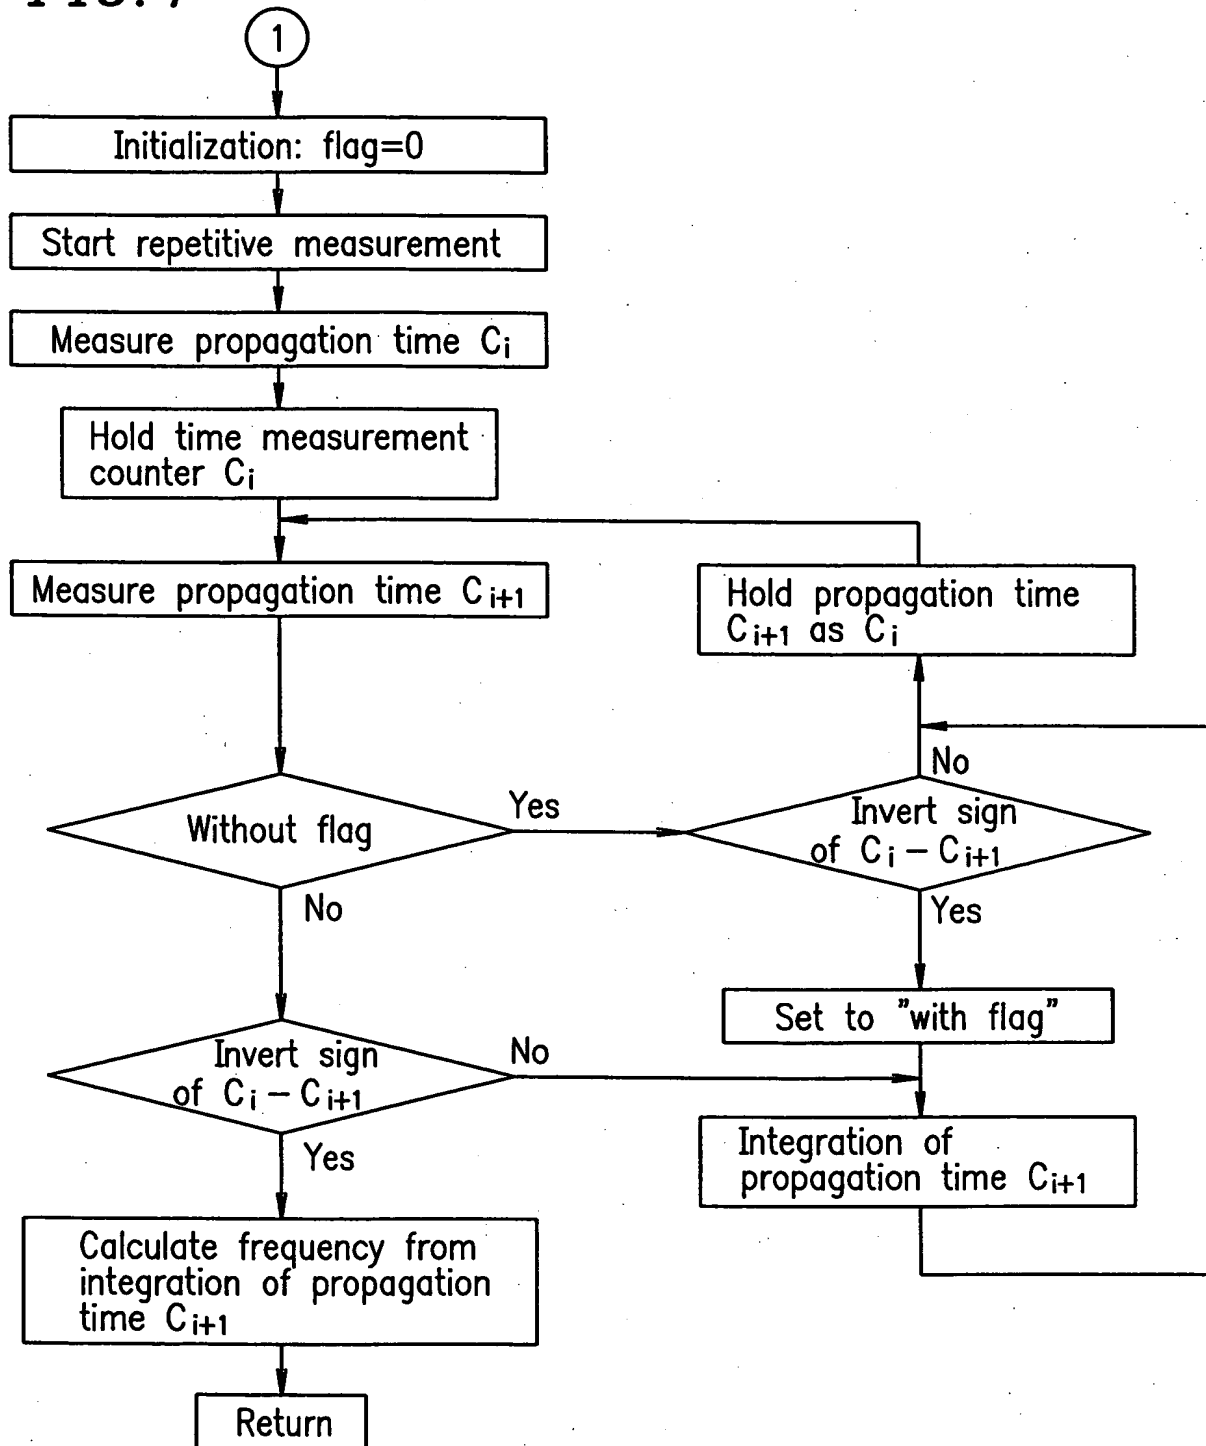 1
Initialization: flag=0
Start repetitive measurement
Measure propagation time Ci
Hold time measurement
counter Ci
Measure propagation time Ci+1
Hold propagation time
Ci+1 as Ci
No
Without flag
Yes
Invert sign
of Ci – Ci+1
No
Yes
Set to "with flag"
Invert sign
of Ci – Ci+1
No
Yes
Integration of
propagation time Ci+1
Calculate frequency from
integration of propagation
time Ci+1
Return